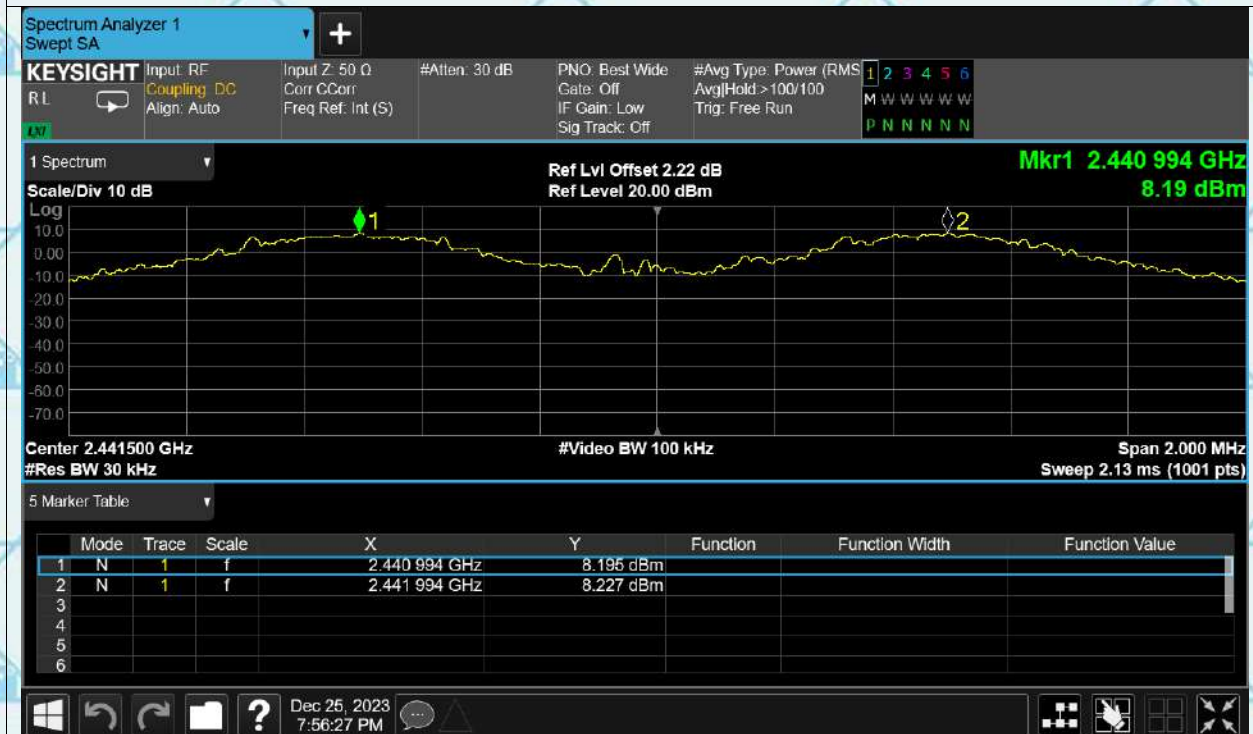 Spectrum Analyzer 1
Swept SA
+
KEYSIGHT
RL
LXI
Input: RF
Coupling: DC
Align: Auto
Input Z: 50 Ω
Corr CCorr
Freq Ref: Int (S)
#Atten: 30 dB
PNO: Best Wide
Gate: Off
IF Gain: Low
Sig Track: Off
#Avg Type: Power (RMS
Avg|Hold:>100/100
Trig: Free Run
1 2 3 4 5 6
M W W W W W
P N N N N N
1 Spectrum
Scale/Div 10 dB
Ref Lvl Offset 2.22 dB
Ref Level 20.00 dBm
Mkr1 2.440 994 GHz
8.19 dBm
Log
10.0
0.00
-10.0
-20.0
-30.0
-40.0
-50.0
-60.0
-70.0
1
2
Center 2.441500 GHz
#Res BW 30 kHz
#Video BW 100 kHz
Span 2.000 MHz
Sweep 2.13 ms (1001 pts)
5 Marker Table
Mode Trace Scale X Y Function Function Width Function Value
1 N 1 f 2.440 994 GHz 8.195 dBm
2 N 1 f 2.441 994 GHz 8.227 dBm
3
4
5
6
?
Dec 25, 2023
7:56:27 PM